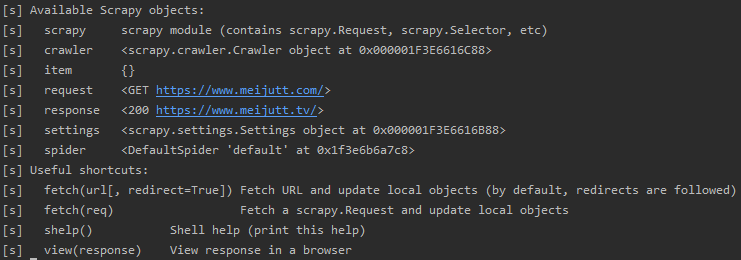 [s] Available Scrapy objects:
[s]   scrapy     scrapy module (contains scrapy.Request, scrapy.Selector, etc)
[s]   crawler    <scrapy.crawler.Crawler object at 0x000001F3E6616C88>
[s]   item       {}
[s]   request    <GET https://www.meijutt.com/>
[s]   response   <200 https://www.meijutt.tv/>
[s]   settings   <scrapy.settings.Settings object at 0x000001F3E6616B88>
[s]   spider     <DefaultSpider 'default' at 0x1f3e6b6a7c8>
[s] Useful shortcuts:
[s]   fetch(url[, redirect=True]) Fetch URL and update local objects (by default, redirects are followed)
[s]   fetch(req)                  Fetch a scrapy.Request and update local objects
[s]   shelp()           Shell help (print this help)
[s]   view(response)    View response in a browser